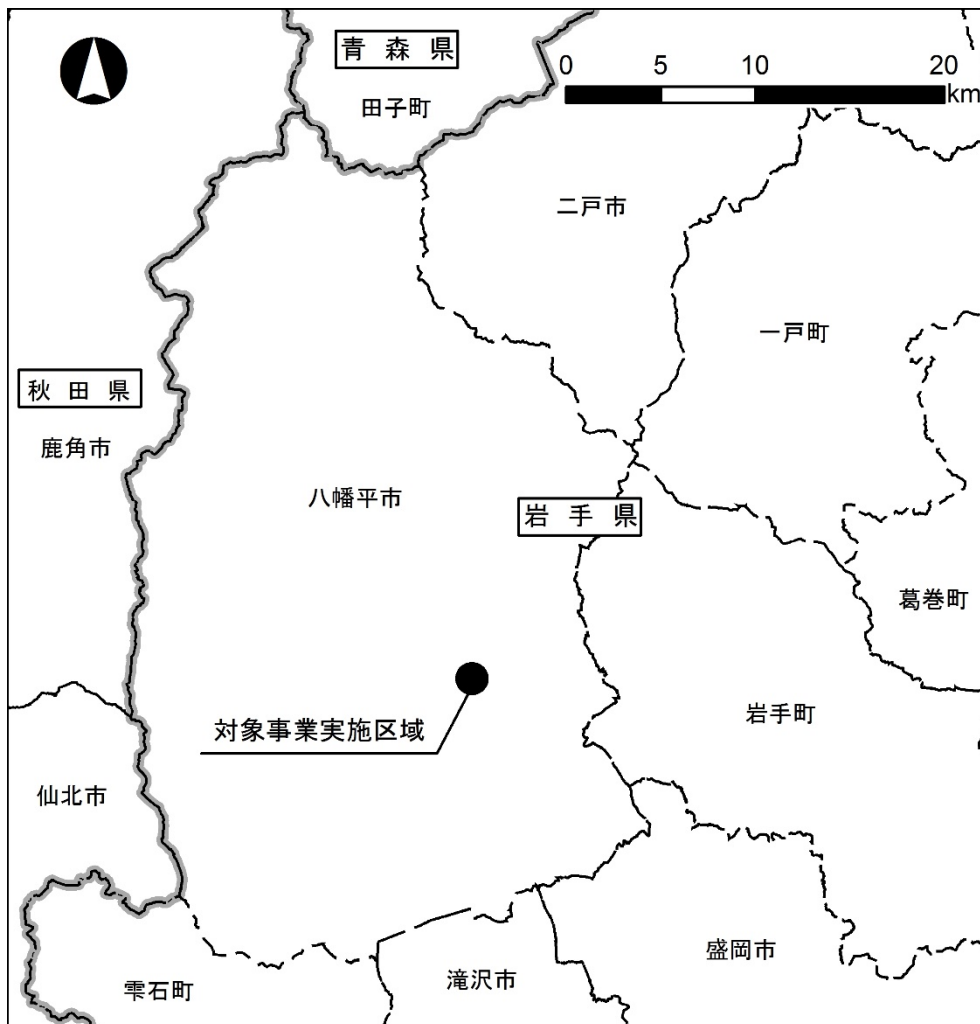 青森県
田子町
0 5 10 20
km
二戸市
一戸町
秋田県
鹿角市
八幡平市
岩手県
葛巻町
岩手町
対象事業実施区域
仙北市
盛岡市
滝沢市
雫石町